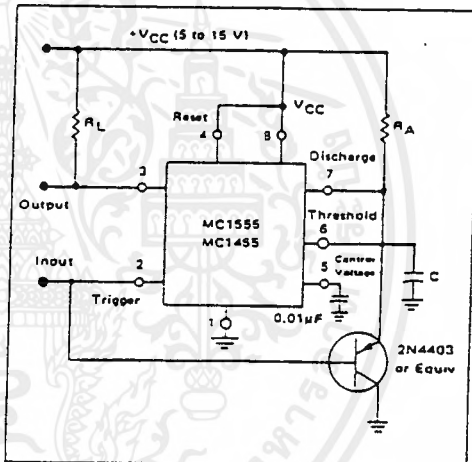 +VCC (5 to 15 V)
RL
Reset
4
8
VCC
RA
Discharge
7
3
Output
MC1555
MC1455
Threshold
6
Input
2
Trigger
Control
Voltage
5
C
1
0.01µF
2N4403
or Equiv